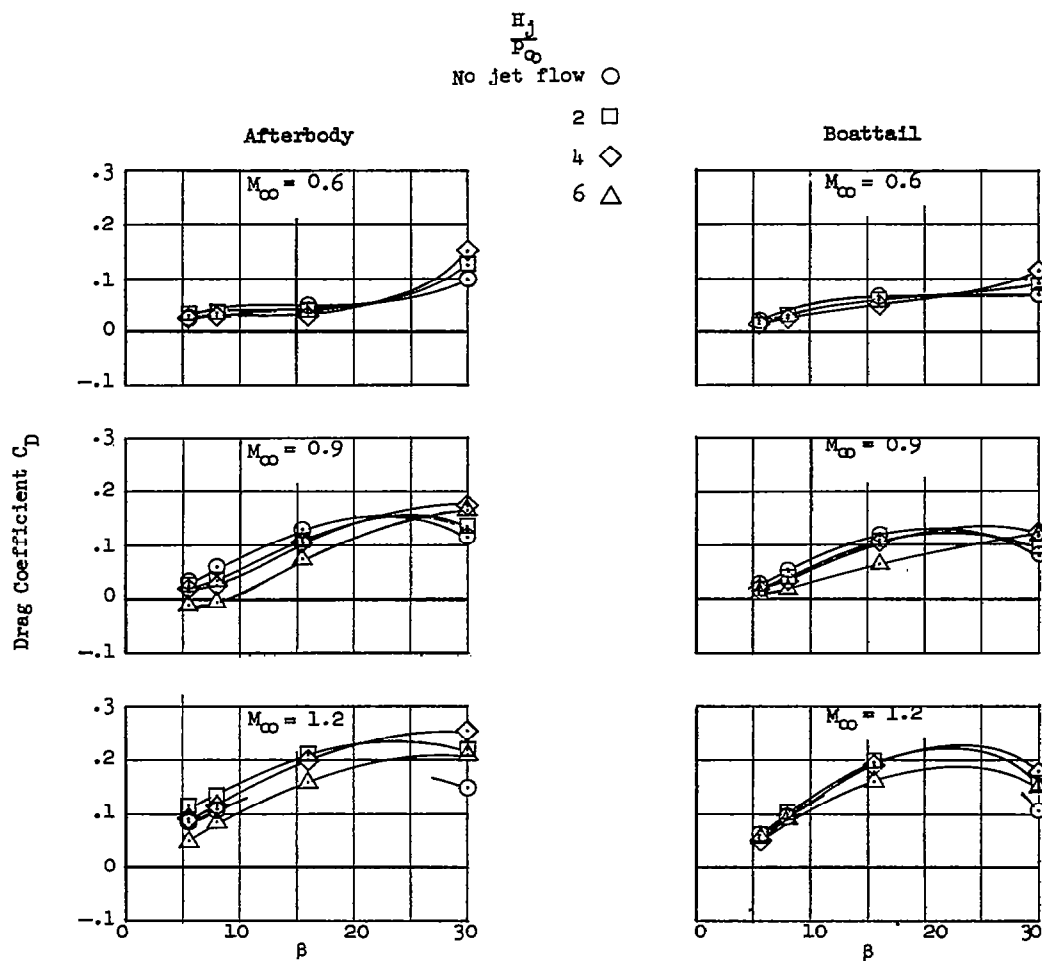 H_j
p_∞
No jet flow ○
2 □
4 ◇
6 △
Afterbody
Boattail
Drag Coefficient C_D
.3
.2
.1
0
-.1
M_∞ = 0.6
M_∞ = 0.6
.3
.2
.1
0
-.1
M_∞ = 0.9
M_∞ = 0.9
.3
.2
.1
0
-.1
M_∞ = 1.2
M_∞ = 1.2
0 10 20 30
β
0 10 20 30
β